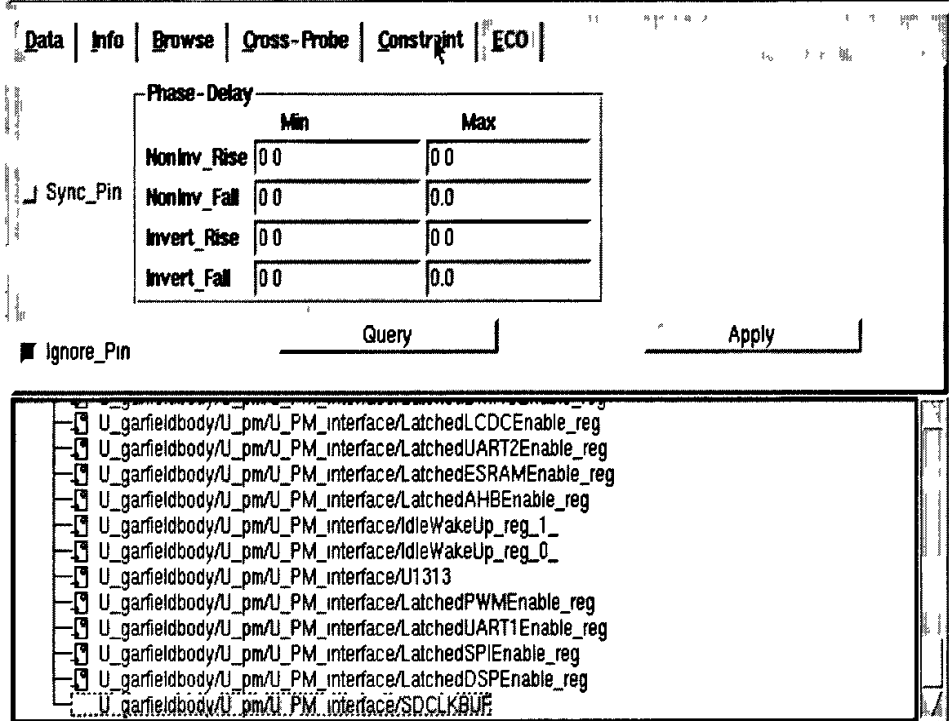 Data Info Browse Cross-Probe Constraint ECO
Phase-Delay
Min Max
NonInv_Rise 0 0 0 0
Sync_Pin
NonInv_Fall 0 0 0.0
Invert_Rise 0 0 0 0
Invert_Fall 0 0 0.0
Query Apply
Ignore_Pin
U_garfieldbody/U_pm/U_PM_interface/LatchedLCDCEnable_reg
U_garfieldbody/U_pm/U_PM_interface/LatchedUART2Enable_reg
U_garfieldbody/U_pm/U_PM_interface/LatchedESRAMEnable_reg
U_garfieldbody/U_pm/U_PM_interface/LatchedAHBEnable_reg
U_garfieldbody/U_pm/U_PM_interface/IdleWakeUp_reg_1_
U_garfieldbody/U_pm/U_PM_interface/IdleWakeUp_reg_0_
U_garfieldbody/U_pm/U_PM_interface/U1313
U_garfieldbody/U_pm/U_PM_interface/LatchedPWMEnable_reg
U_garfieldbody/U_pm/U_PM_interface/LatchedUART1Enable_reg
U_garfieldbody/U_pm/U_PM_interface/LatchedSPIEnable_reg
U_garfieldbody/U_pm/U_PM_interface/LatchedDSPEnable_reg
U_garfieldbody/U_pm/U_PM_interface/SDCLKBUF